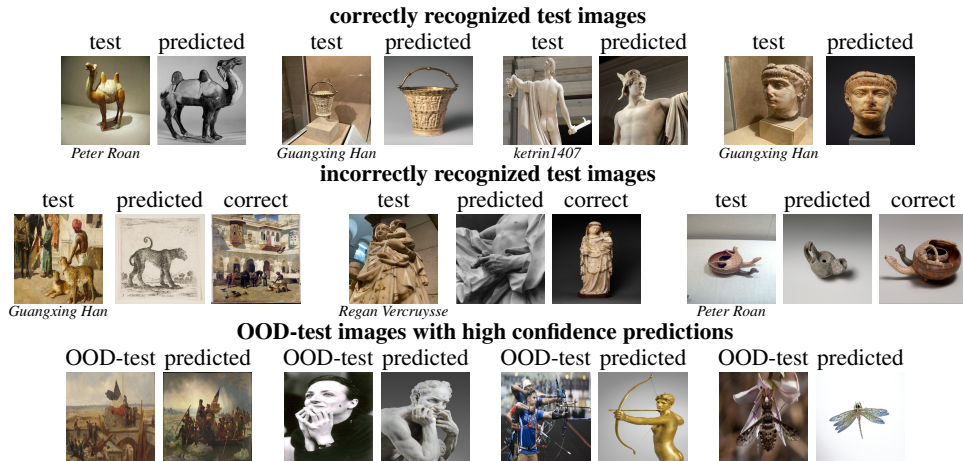 correctly recognized test images
test predicted test predicted test predicted test predicted
Peter Roan Guangxing Han ketrin1407 Guangxing Han
incorrectly recognized test images
test predicted correct test predicted correct test predicted correct
Guangxing Han Regan Vercruysse Peter Roan
OOD-test images with high confidence predictions
OOD-test predicted OOD-test predicted OOD-test predicted OOD-test predicted